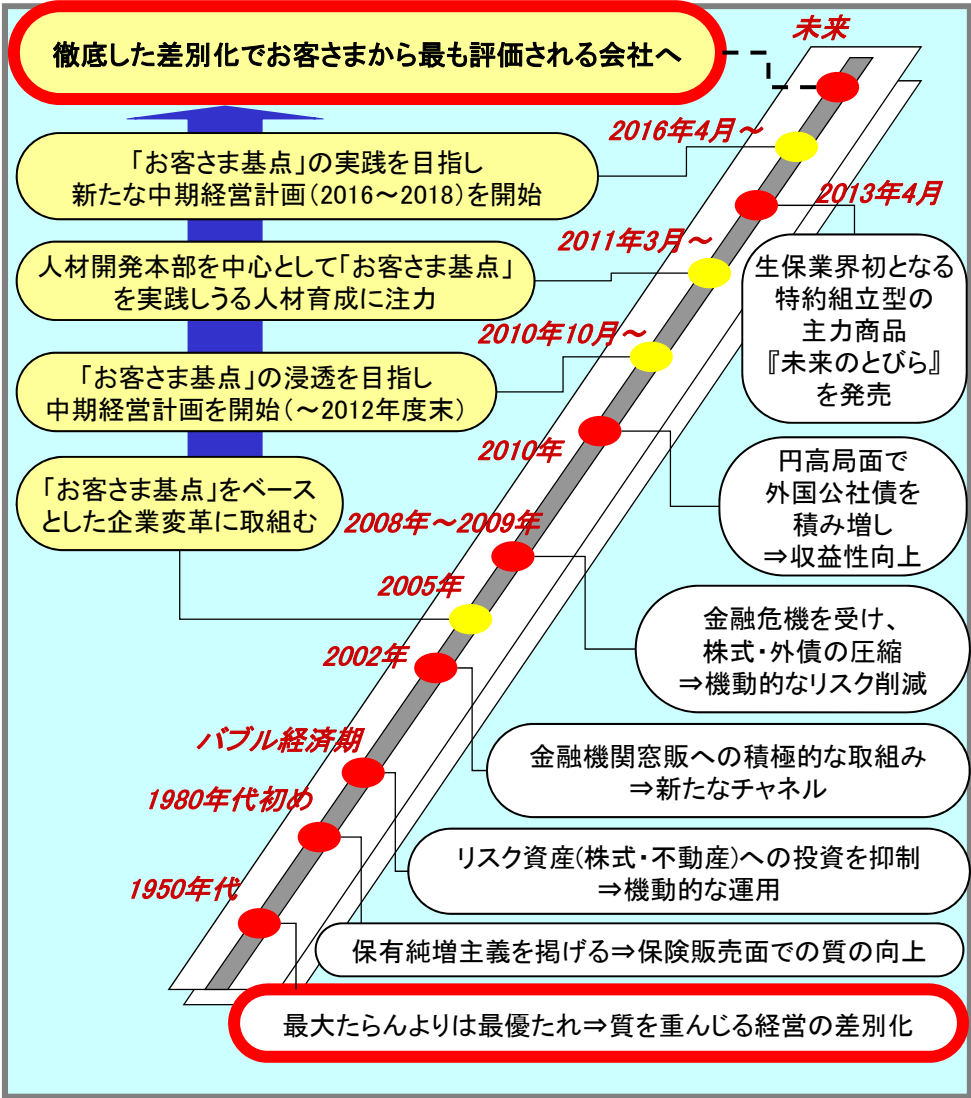 徹底した差別化でお客さまから最も評価される会社へ
未来
2016年4月～
「お客さま基点」の実践を目指し
新たな中期経営計画(2016～2018)を開始
2013年4月
生保業界初となる
特約組立型の
主力商品
『未来のとびら』
を発売
2011年3月～
人材開発本部を中心として「お客さま基点」
を実践しうる人材育成に注力
2010年10月～
「お客さま基点」の浸透を目指し
中期経営計画を開始(～2012年度末)
2010年
円高局面で
外国公社債を
積み増し
⇒収益性向上
「お客さま基点」をベース
とした企業変革に取組む
2008年～2009年
金融危機を受け、
株式・外債の圧縮
⇒機動的なリスク削減
2005年
2002年
金融機関窓販への積極的な取組み
⇒新たなチャネル
バブル経済期
リスク資産(株式・不動産)への投資を抑制
⇒機動的な運用
1980年代初め
保有純増主義を掲げる⇒保険販売面での質の向上
1950年代
最大たらんよりは最優たれ⇒質を重んじる経営の差別化